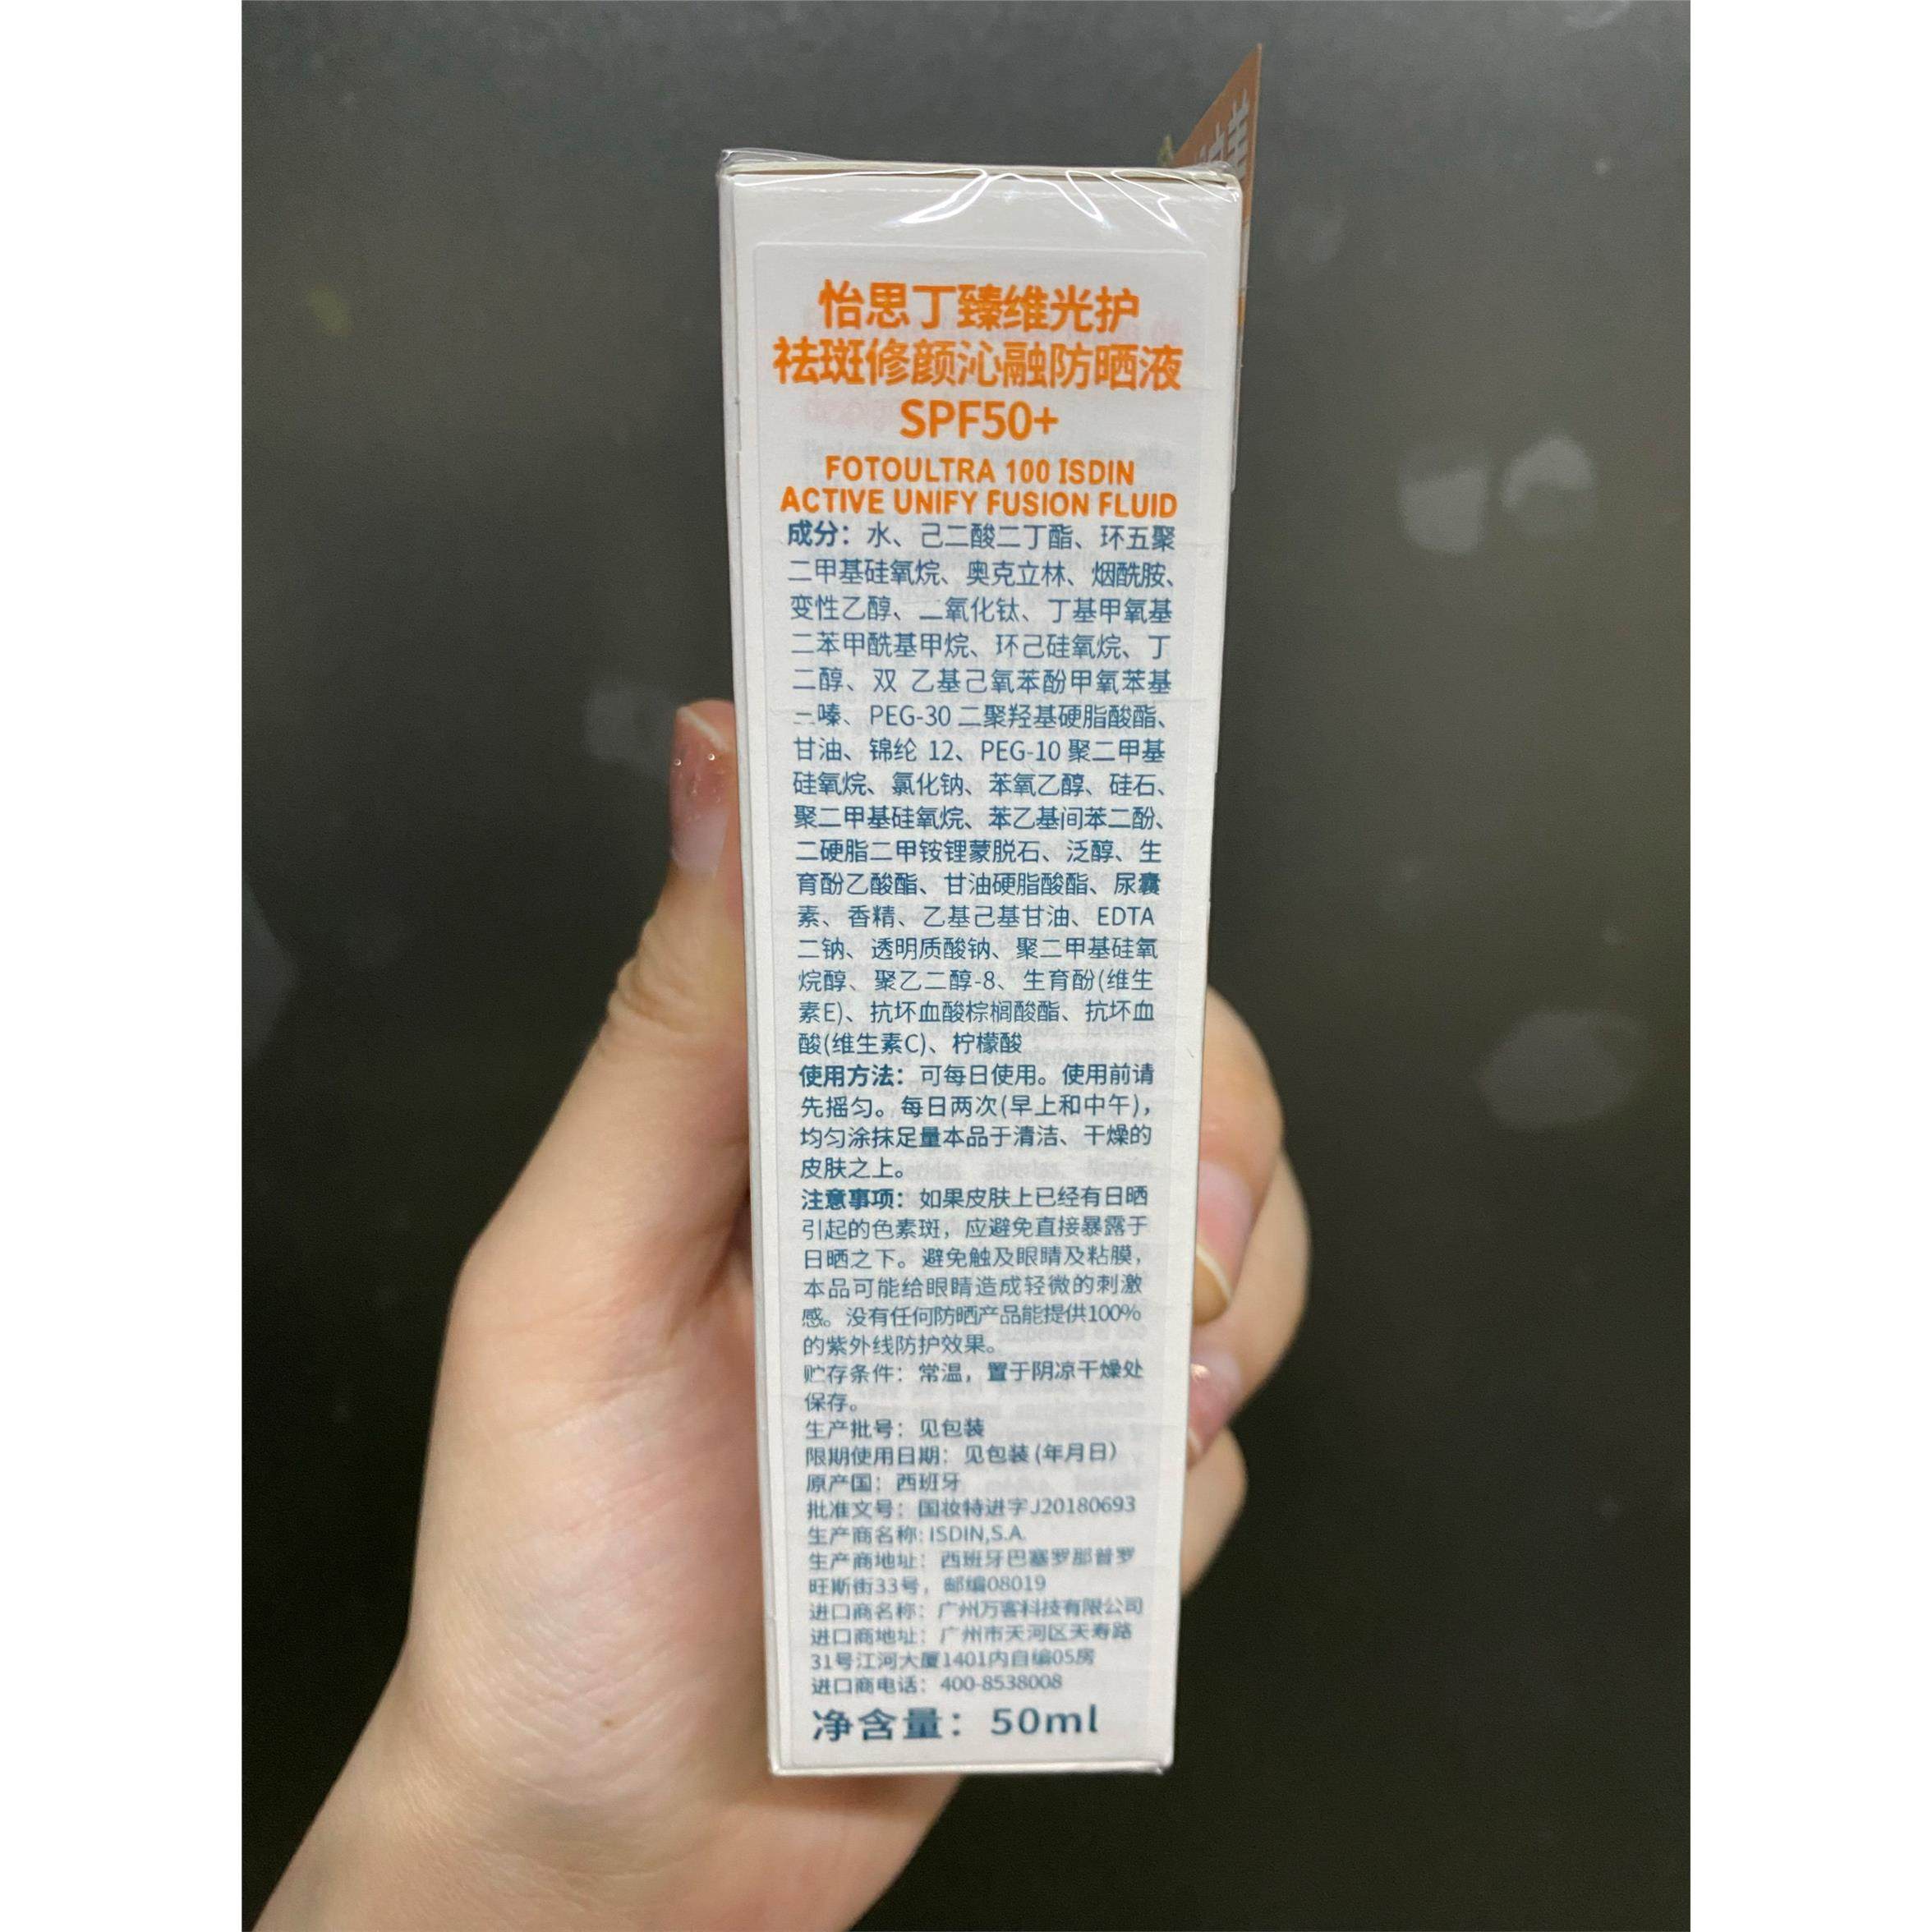 怡思丁臻维光护
祛斑修颜沁融防晒液
SPF50+
FOTOULTRA 100 ISDIN
ACTIVE UNIFY FUSION FLUID
成分：水、己二酸二丁酯、环五聚
二甲基硅氧烷、奥克立林、烟酰胺、
变性乙醇、二氧化钛、丁基甲氧基
二苯甲酰基甲烷、环己硅氧烷、丁
二醇、双 乙基己氧苯酚甲氧苯基
三嗪、PEG-30 二聚羟基硬脂酸酯、
甘油、锦纶 12、PEG-10 聚二甲基
硅氧烷、氯化钠、苯氧乙醇、硅石、
聚二甲基硅氧烷、苯乙基间苯二酚、
二硬脂二甲铵锂蒙脱石、泛醇、生
育酚乙酸酯、甘油硬脂酸酯、尿囊
素、香精、乙基己基甘油、EDTA
二钠、透明质酸钠、聚二甲基硅氧
烷醇、聚乙二醇-8、生育酚(维生
素E)、抗坏血酸棕榈酸酯、抗坏血
酸(维生素C)、柠檬酸
使用方法：可每日使用。使用前请
先摇匀。每日两次(早上和中午)，
均匀涂抹足量本品于清洁、干燥的
皮肤之上。
注意事项：如果皮肤上已经有日晒
引起的色素斑，应避免直接暴露于
日晒之下。避免触及眼睛及粘膜，
本品可能给眼睛造成轻微的刺激
感。没有任何防晒产品能提供100%
的紫外线防护效果。
贮存条件：常温，置于阴凉干燥处
保存。
生产批号：见包装
限期使用日期：见包装 (年月日)
原产国：西班牙
批准文号：国妆特进字J20180693
生产商名称: ISDIN,S.A.
生产商地址：西班牙巴塞罗那普罗
旺斯街33号，邮编08019
进口商名称：广州万客科技有限公司
进口商地址：广州市天河区天寿路
31号江河大厦1401内自编05房
进口商电话：400-8538008
净含量：50ml